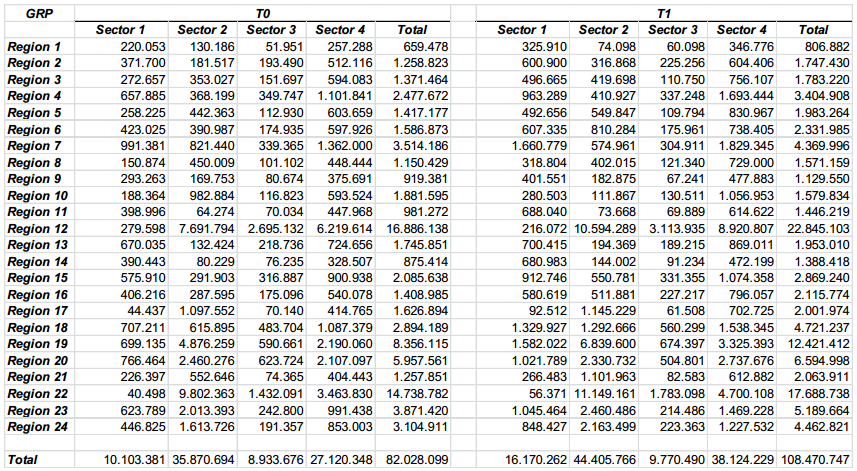 GRP T0 T1
Sector 1 Sector 2 Sector 3 Sector 4 Total Sector 1 Sector 2 Sector 3 Sector 4 Total
Region 1 220.053 130.186 51.951 257.288 659.478 325.910 74.098 60.098 346.776 806.882
Region 2 371.700 181.517 193.490 512.116 1.258.823 600.900 316.868 225.256 604.406 1.747.430
Region 3 272.657 353.027 151.697 594.083 1.371.464 496.665 419.698 110.750 756.107 1.783.220
Region 4 657.885 368.199 349.747 1.101.841 2.477.672 963.289 410.927 337.248 1.693.444 3.404.908
Region 5 258.225 442.363 112.930 603.659 1.417.177 492.656 549.847 109.794 830.967 1.983.264
Region 6 423.025 390.987 174.935 597.926 1.586.873 607.335 810.284 175.961 738.405 2.331.985
Region 7 991.381 821.440 339.365 1.362.000 3.514.186 1.660.779 574.961 304.911 1.829.345 4.369.996
Region 8 150.874 450.009 101.102 448.444 1.150.429 318.804 402.015 121.340 729.000 1.571.159
Region 9 293.263 169.753 80.674 375.691 919.381 401.551 182.875 67.241 477.883 1.129.550
Region 10 188.364 982.884 116.823 593.524 1.881.595 280.503 111.867 130.511 1.056.953 1.579.834
Region 11 398.996 64.274 70.034 447.968 981.272 688.040 73.668 69.889 614.622 1.446.219
Region 12 279.598 7.691.794 2.695.132 6.219.614 16.886.138 216.072 10.594.289 3.113.935 8.920.807 22.845.103
Region 13 670.035 132.424 218.736 724.656 1.745.851 700.415 194.369 189.215 869.011 1.953.010
Region 14 390.443 80.229 76.235 328.507 875.414 680.983 144.002 91.234 472.199 1.388.418
Region 15 575.910 291.903 316.887 900.938 2.085.638 912.746 550.781 331.355 1.074.358 2.869.240
Region 16 406.216 287.595 175.096 540.078 1.408.985 580.619 511.881 227.217 796.057 2.115.774
Region 17 44.437 1.097.552 70.140 414.765 1.626.894 92.512 1.145.229 61.508 702.725 2.001.974
Region 18 707.211 615.895 483.704 1.087.379 2.894.189 1.329.927 1.292.666 560.299 1.538.345 4.721.237
Region 19 699.135 4.876.259 590.661 2.190.060 8.356.115 1.582.022 6.839.600 674.397 3.325.393 12.421.412
Region 20 766.464 2.460.276 623.724 2.107.097 5.957.561 1.021.789 2.330.732 504.801 2.737.676 6.594.998
Region 21 226.397 552.646 74.365 404.443 1.257.851 266.483 1.101.963 82.583 612.882 2.063.911
Region 22 40.498 9.802.363 1.432.091 3.463.830 14.738.782 56.371 11.149.161 1.783.098 4.700.108 17.688.738
Region 23 623.789 2.013.393 242.800 991.438 3.871.420 1.045.464 2.460.486 214.486 1.469.228 5.189.664
Region 24 446.825 1.613.726 191.357 853.003 3.104.911 848.427 2.163.499 223.363 1.227.532 4.462.821
Total 10.103.381 35.870.694 8.933.676 27.120.348 82.028.099 16.170.262 44.405.766 9.770.490 38.124.229 108.470.747